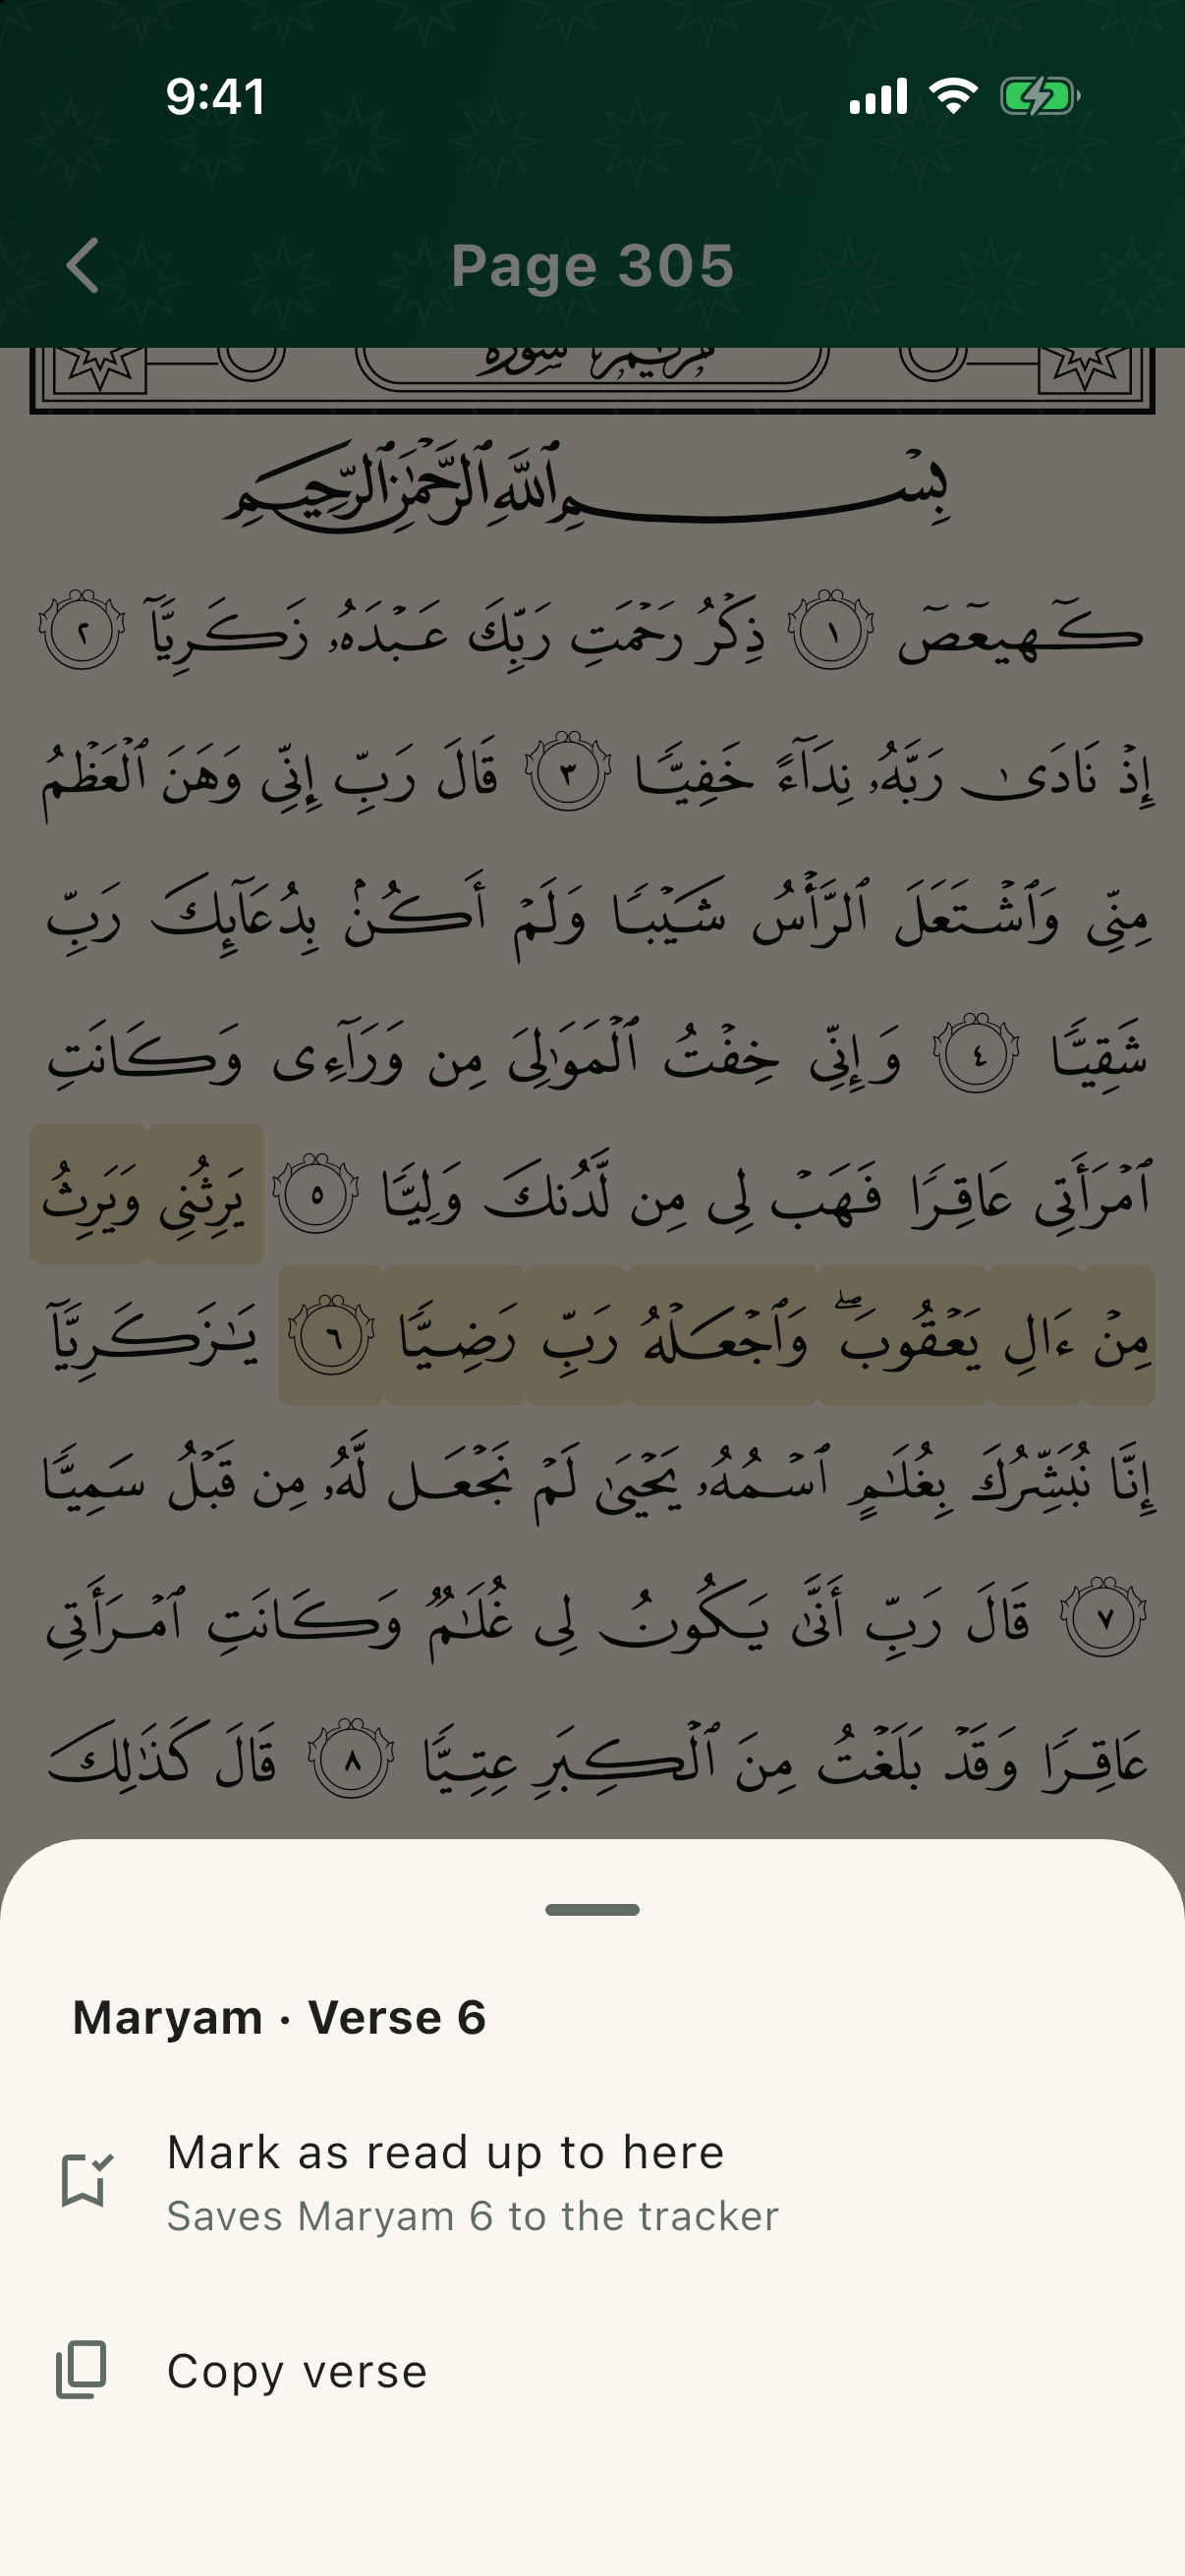 9:41
Page 305
سورة مريم
بِسْمِ ٱللَّهِ ٱلرَّحْمَٰنِ ٱلرَّحِيمِ
كٓهيعٓصٓ ١ ذِكْرُ رَحْمَتِ رَبِّكَ عَبْدَهُۥ زَكَرِيَّآ ٢
إِذْ نَادَىٰ رَبَّهُۥ نِدَآءً خَفِيًّا ٣ قَالَ رَبِّ إِنِّى وَهَنَ ٱلْعَظْمُ
مِنِّى وَٱشْتَعَلَ ٱلرَّأْسُ شَيْبًا وَلَمْ أَكُنۢ بِدُعَآئِكَ رَبِّ
شَقِيًّا ٤ وَإِنِّى خِفْتُ ٱلْمَوَٰلِىَ مِن وَرَآءِى وَكَانَتِ
ٱمْرَأَتِى عَاقِرًا فَهَبْ لِى مِن لَّدُنكَ وَلِيًّا ٥ يَرِثُنِى وَيَرِثُ
مِنْ ءَالِ يَعْقُوبَ ۖ وَٱجْعَلْهُ رَبِّ رَضِيًّا ٦ يَـٰزَكَرِيَّآ
إِنَّا نُبَشِّرُكَ بِغُلَـٰمٍ ٱسْمُهُۥ يَحْيَىٰ لَمْ نَجْعَل لَّهُۥ مِن قَبْلُ سَمِيًّا
٧ قَالَ رَبِّ أَنَّىٰ يَكُونُ لِى غُلَـٰمٌ وَكَانَتِ ٱمْرَأَتِى
عَاقِرًا وَقَدْ بَلَغْتُ مِنَ ٱلْكِبَرِ عِتِيًّا ٨ قَالَ كَذَٰلِكَ
Maryam · Verse 6
Mark as read up to here
Saves Maryam 6 to the tracker
Copy verse